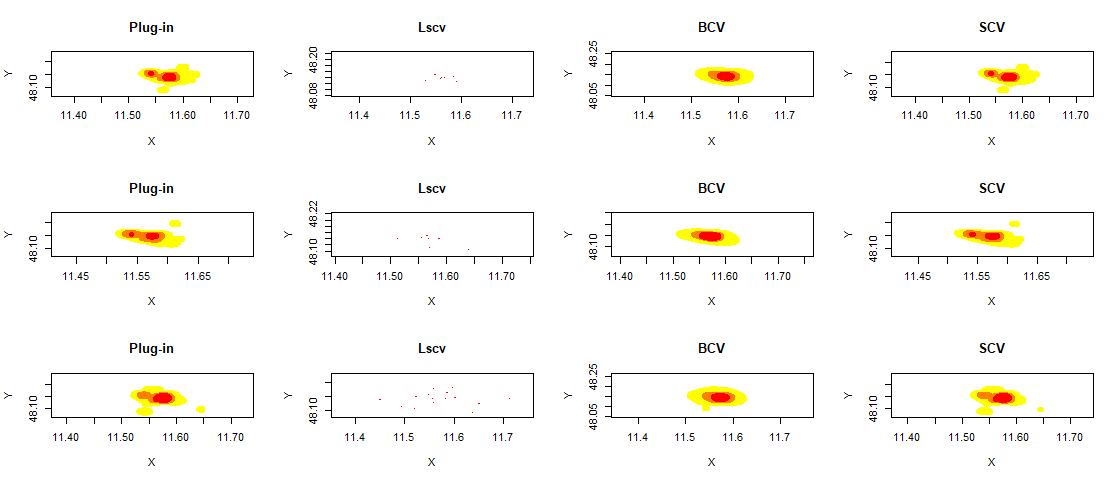 Plug-in Lscv BCV SCV
Y 48.10 Y 48.08 48.20 Y 48.05 48.25 Y 48.10
11.40 11.50 11.60 11.70 11.4 11.5 11.6 11.7 11.4 11.5 11.6 11.7 11.40 11.50 11.60 11.70
X X X X
Plug-in Lscv BCV SCV
Y 48.10 Y 48.10 48.22 Y 48.10 Y 48.10
11.45 11.55 11.65 11.40 11.50 11.60 11.70 11.40 11.50 11.60 11.70 11.45 11.55 11.65
X X X X
Plug-in Lscv BCV SCV
Y 48.10 Y 48.10 Y 48.05 48.25 Y 48.10
11.40 11.50 11.60 11.70 11.4 11.5 11.6 11.7 11.4 11.5 11.6 11.7 11.40 11.50 11.60 11.70
X X X X